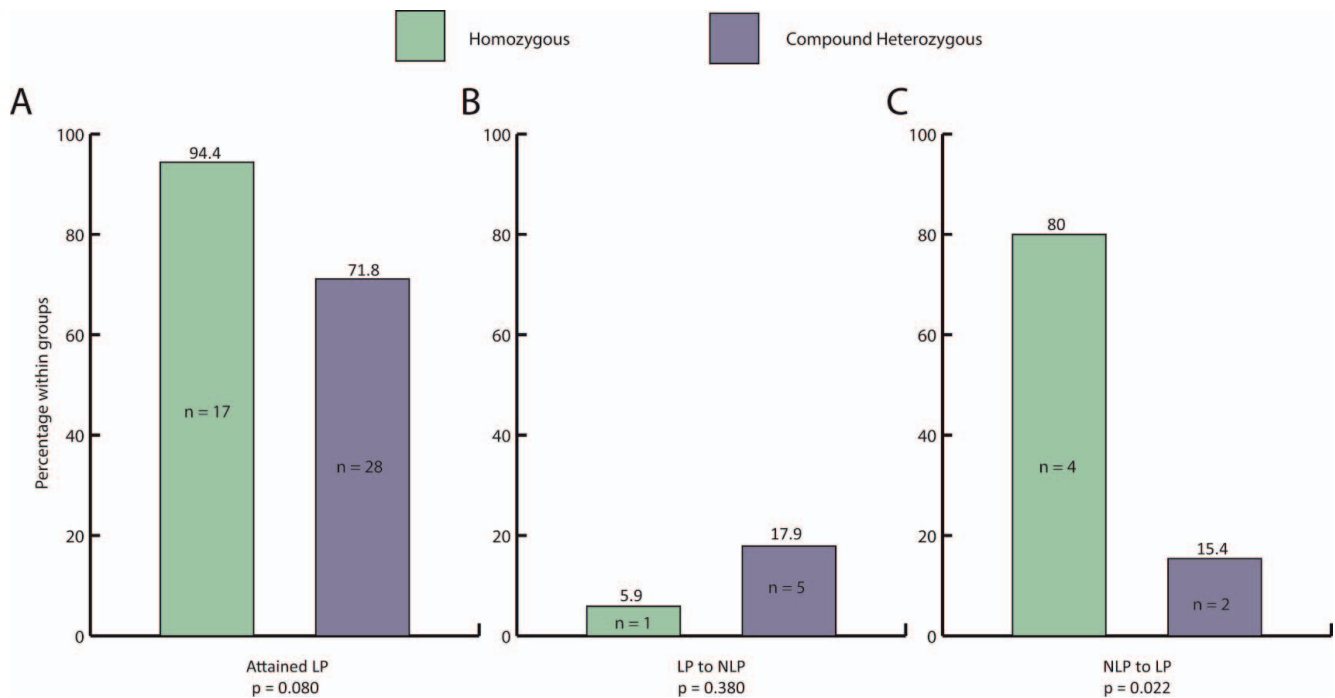 Homozygous
Compound Heterozygous
A
B
C
Percentage within groups
100
80
60
40
20
0
94.4
n = 17
71.8
n = 28
Attained LP
p = 0.080
100
80
60
40
20
0
5.9
n = 1
17.9
n = 5
LP to NLP
p = 0.380
100
80
60
40
20
0
80
n = 4
15.4
n = 2
NLP to LP
p = 0.022